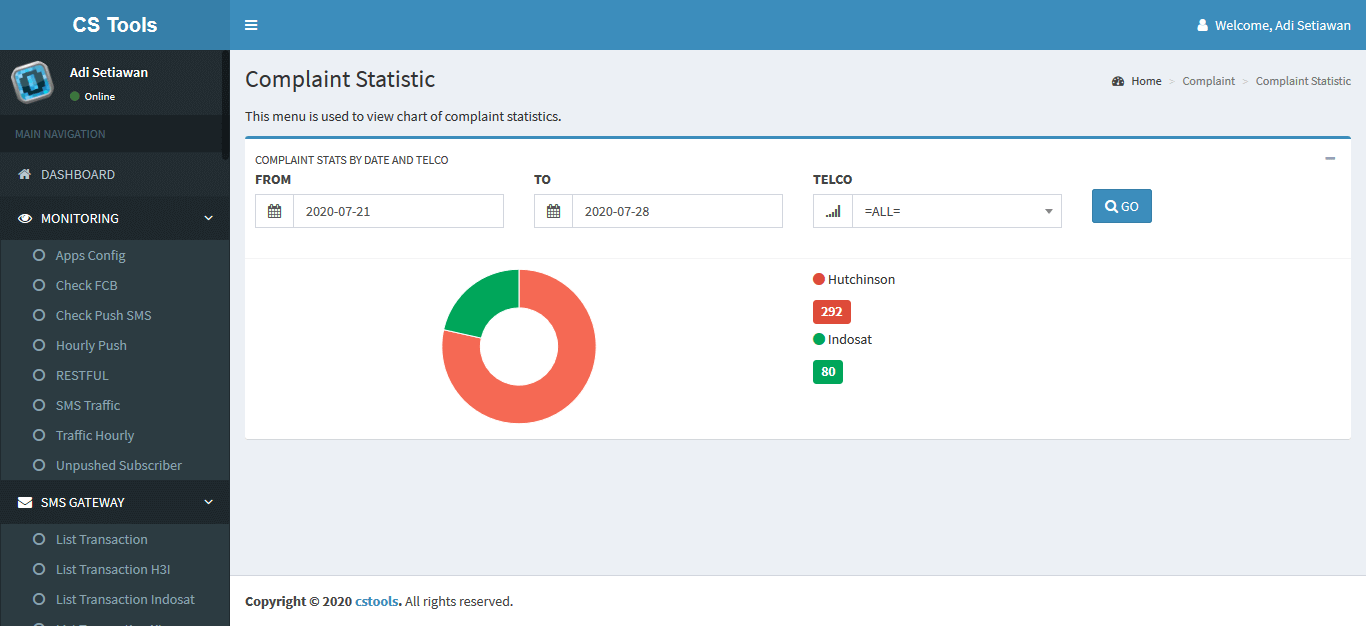 CS Tools
Welcome, Adi Setiawan
Adi Setiawan
Online
MAIN NAVIGATION
DASHBOARD
MONITORING
Apps Config
Check FCB
Check Push SMS
Hourly Push
RESTFUL
SMS Traffic
Traffic Hourly
Unpushed Subscriber
SMS GATEWAY
List Transaction
List Transaction H3I
List Transaction Indosat
Complaint Statistic
Home > Complaint > Complaint Statistic
This menu is used to view chart of complaint statistics.
COMPLAINT STATS BY DATE AND TELCO
FROM TO TELCO
2020-07-21 2020-07-28 =ALL= GO
Hutchinson
292
Indosat
80
Copyright © 2020 cstools. All rights reserved.